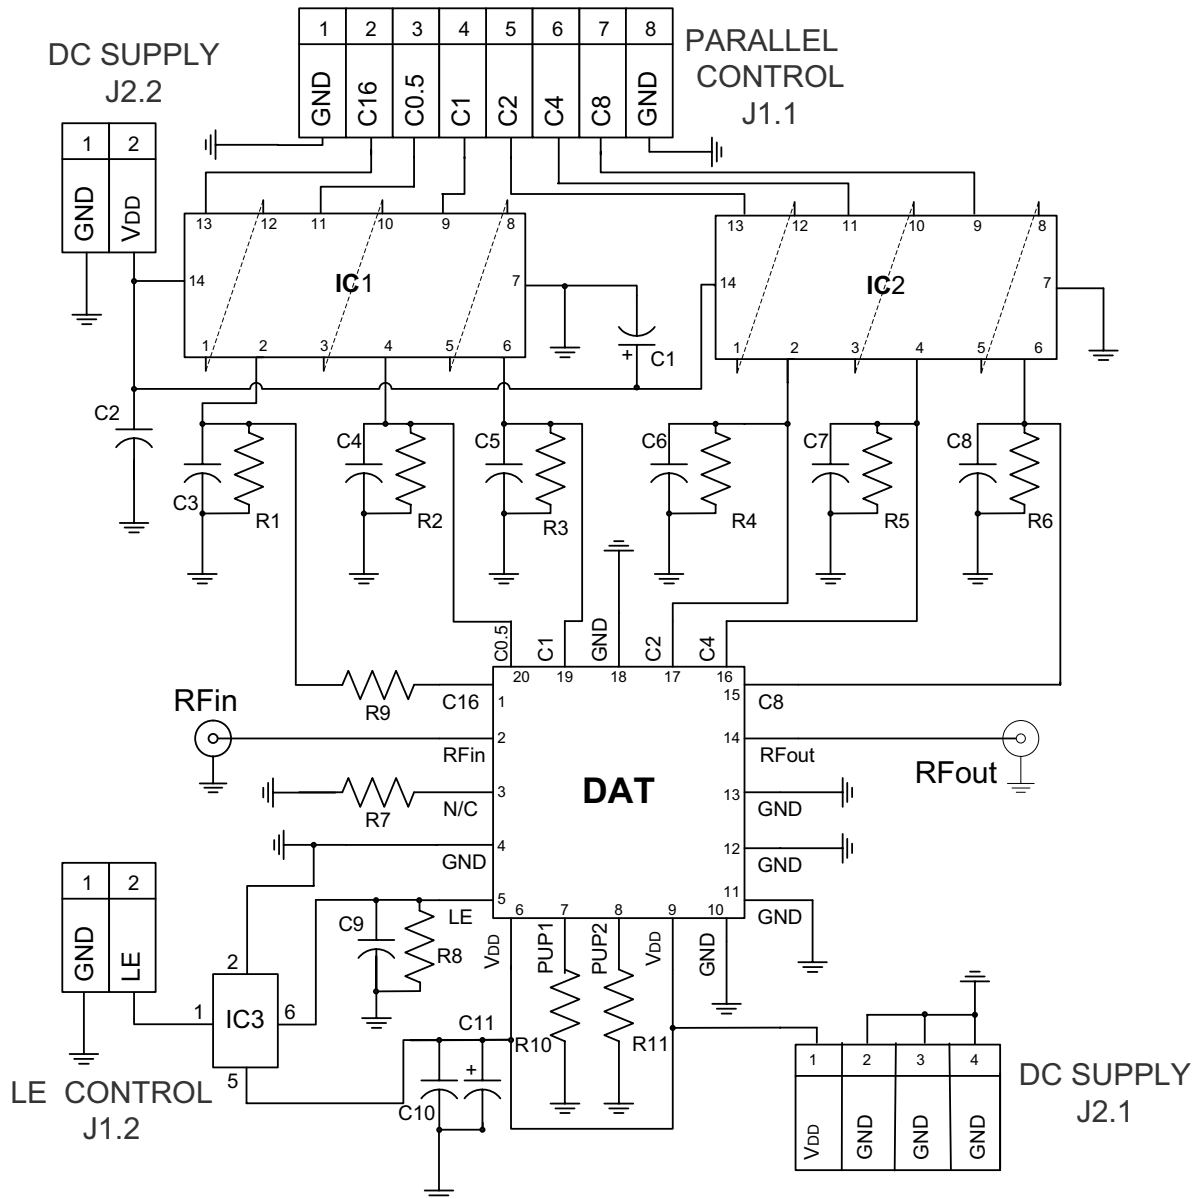 DC SUPPLY
J2.2
1 2
GND VDD
1 2 3 4 5 6 7 8
GND C16 C0.5 C1 C2 C4 C8 GND
PARALLEL
CONTROL
J1.1
13 12 11 10 9 8
14 IC1 7
1 2 3 4 5 6
13 12 11 10 9 8
14 IC2 7
1 2 3 4 5 6
+ C1
C2
C3 R1
C4 R2
C5 R3
C6 R4
C7 R5
C8 R6
C0.5 C1 GND C2 C4
20 19 18 17 16
R9 C16 1
15 C8
RFin
RFin 2
14 RFout
RFout
R7 N/C 3
DAT
13 GND
GND 4
12 GND
LE 5
11 GND
6 7 8 9 10
VDD PUP1 PUP2 VDD GND
C9 R8
1 2
GND LE
LE CONTROL
J1.2
2
1 IC3 6
5
C11
+
C10
R10 R11
1 2 3 4
VDD GND GND GND
DC SUPPLY
J2.1